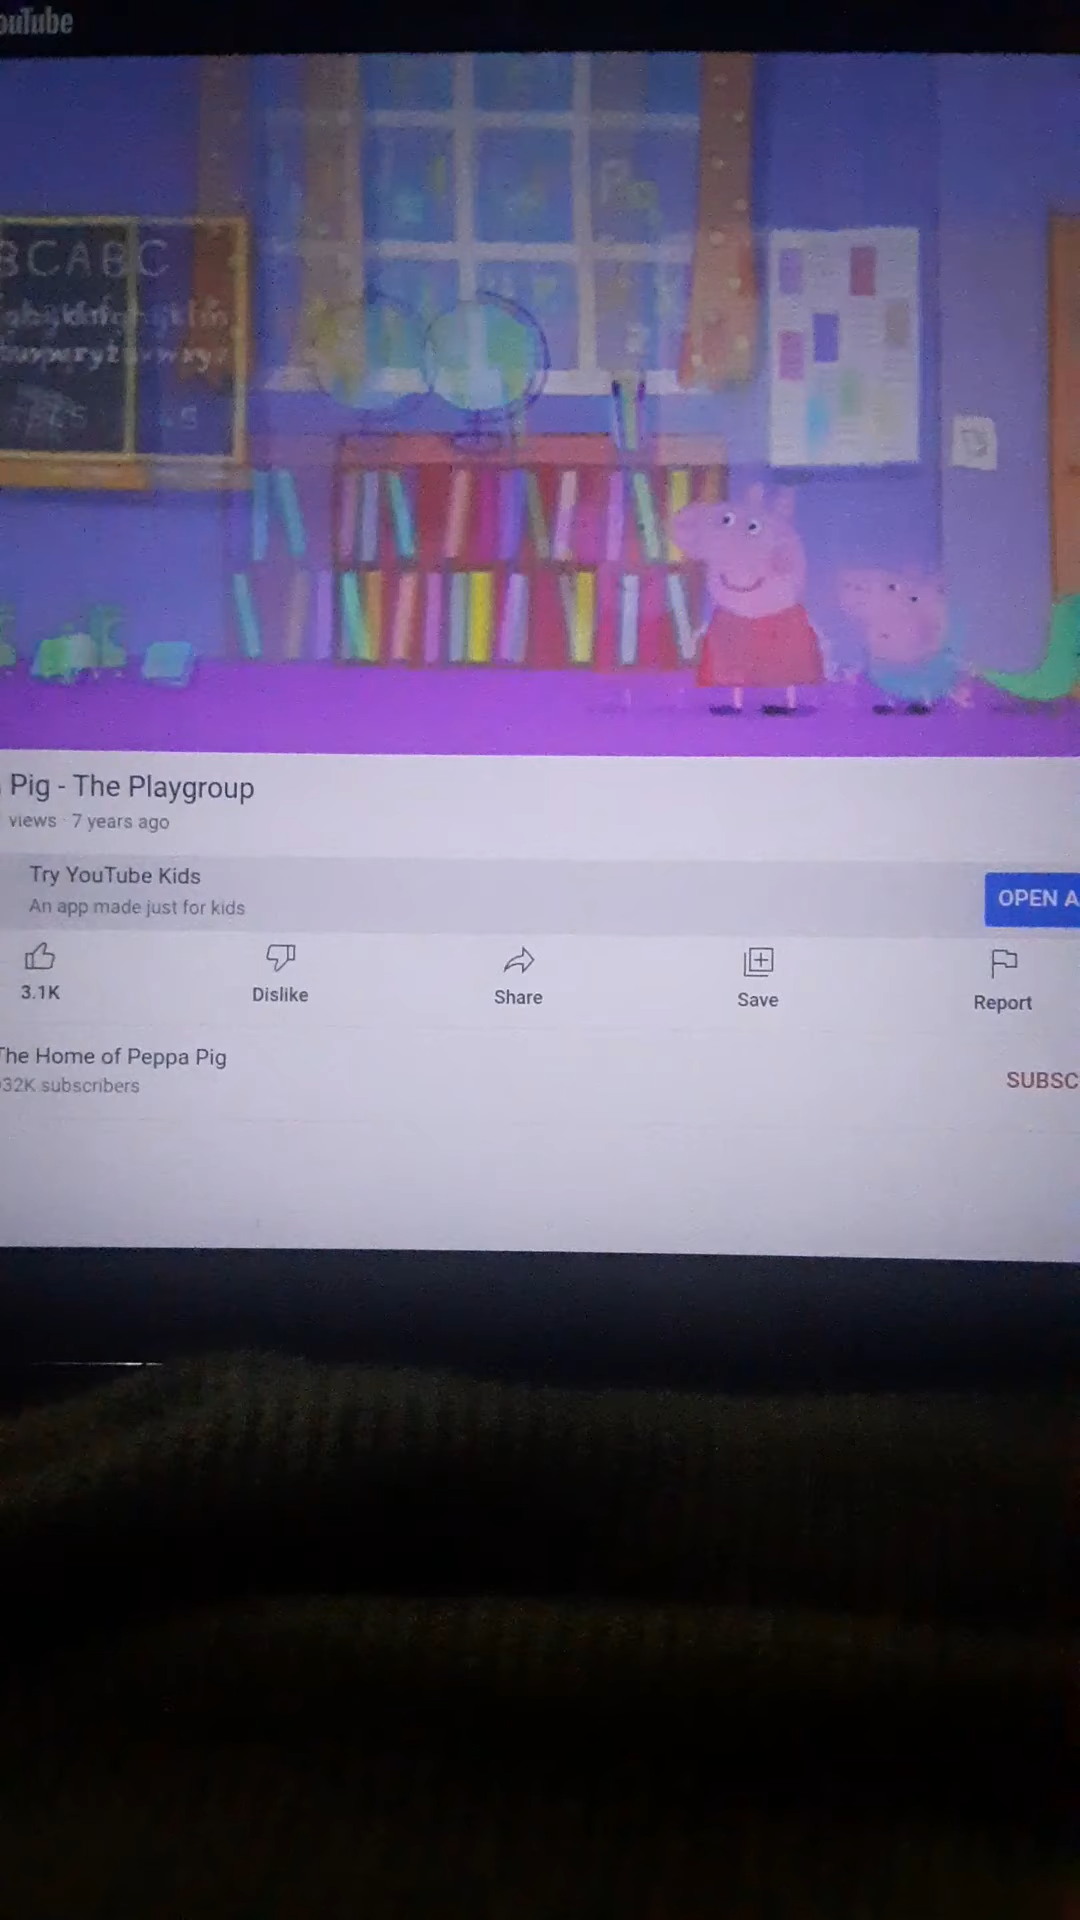 ouTube
BCABC
Pig - The Playgroup
views · 7 years ago
Try YouTube Kids
An app made just for kids
OPEN A
3.1K
Dislike
Share
Save
Report
The Home of Peppa Pig
32K subscribers
SUBSC